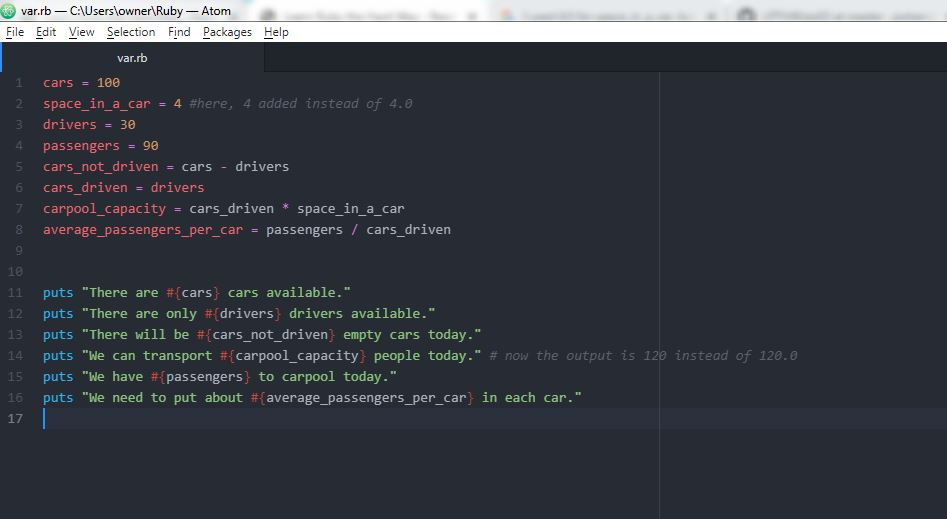 var.rb — C:\Users\owner\Ruby — Atom
File Edit View Selection Find Packages Help
var.rb
1 cars = 100
2 space_in_a_car = 4 #here, 4 added instead of 4.0
3 drivers = 30
4 passengers = 90
5 cars_not_driven = cars - drivers
6 cars_driven = drivers
7 carpool_capacity = cars_driven * space_in_a_car
8 average_passengers_per_car = passengers / cars_driven
9
10
11 puts "There are #{cars} cars available."
12 puts "There are only #{drivers} drivers available."
13 puts "There will be #{cars_not_driven} empty cars today."
14 puts "We can transport #{carpool_capacity} people today." # now the output is 120 instead of 120.0
15 puts "We have #{passengers} to carpool today."
16 puts "We need to put about #{average_passengers_per_car} in each car."
17